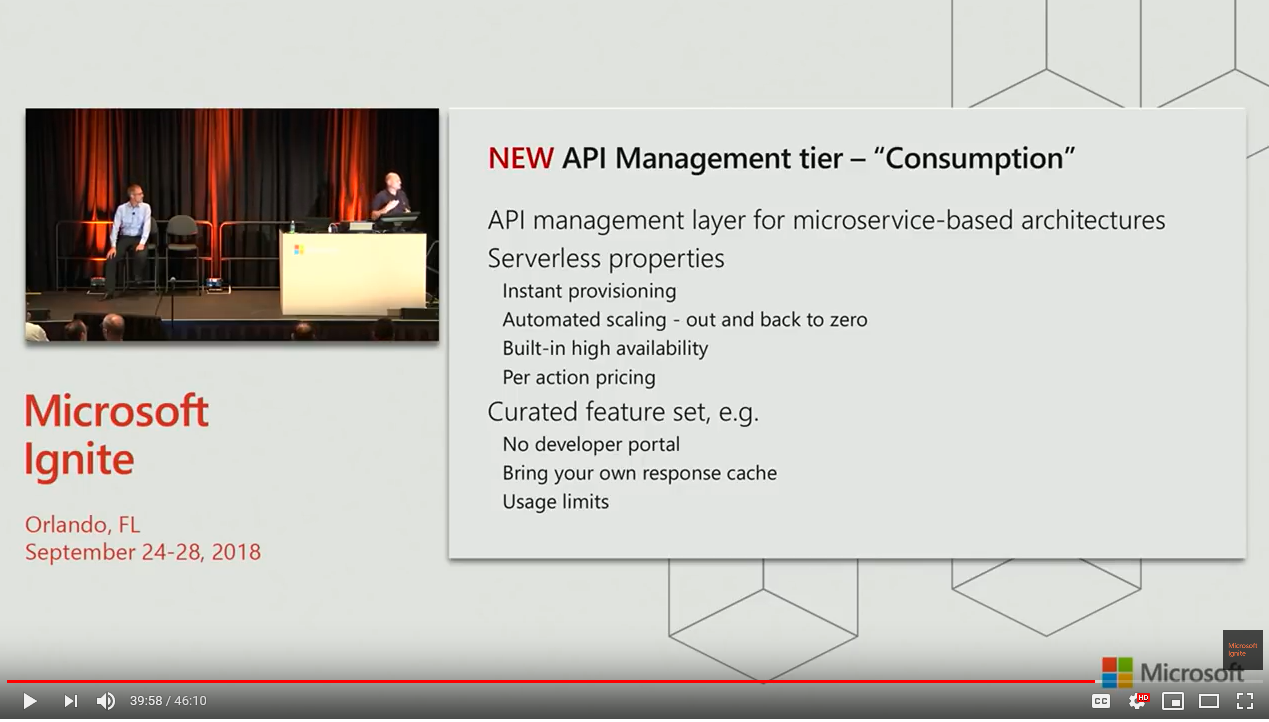 NEW API Management tier – “Consumption”
API management layer for microservice-based architectures
Serverless properties
Instant provisioning
Automated scaling - out and back to zero
Built-in high availability
Per action pricing
Curated feature set, e.g.
No developer portal
Bring your own response cache
Usage limits
Microsoft
Ignite
Orlando, FL
September 24-28, 2018
Microsoft
Ignite
Microsoft
39:58 / 46:10
CC
HD